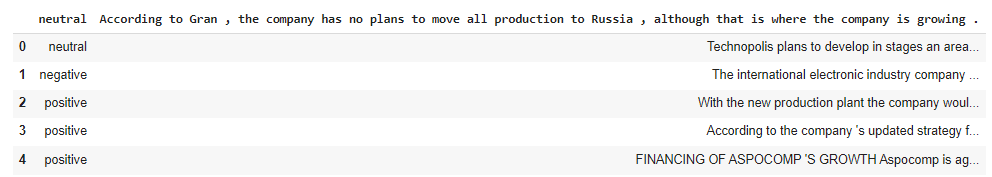 neutral According to Gran , the company has no plans to move all production to Russia , although that is where the company is growing .
0 neutral Technopolis plans to develop in stages an area...
1 negative The international electronic industry company ...
2 positive With the new production plant the company woul...
3 positive According to the company 's updated strategy f...
4 positive FINANCING OF ASPOCOMP 'S GROWTH Aspocomp is ag...